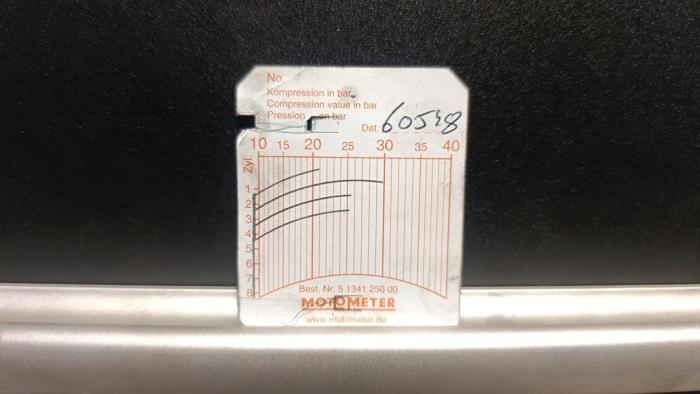 No.
Kompression in bar
Compression value in bar
Pression en bar
Dat. 60548
10 15 20 25 30 35 40
Zyl.
1
2
3
4
5
6
7
8
Best. Nr. 5 1341 250 00
MOTOMETER
www.motometer.de